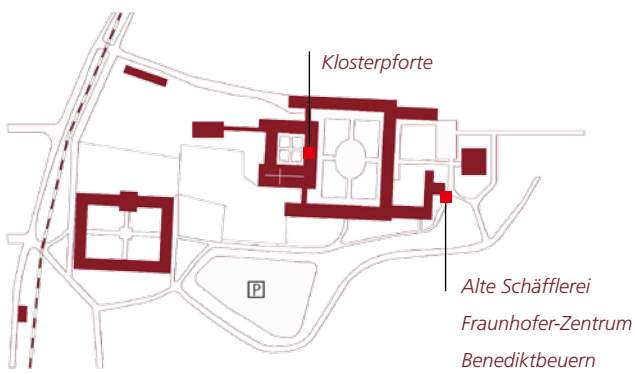 Klosterpforte
P
Alte Schäfflerei
Fraunhofer-Zentrum
Benediktbeuern